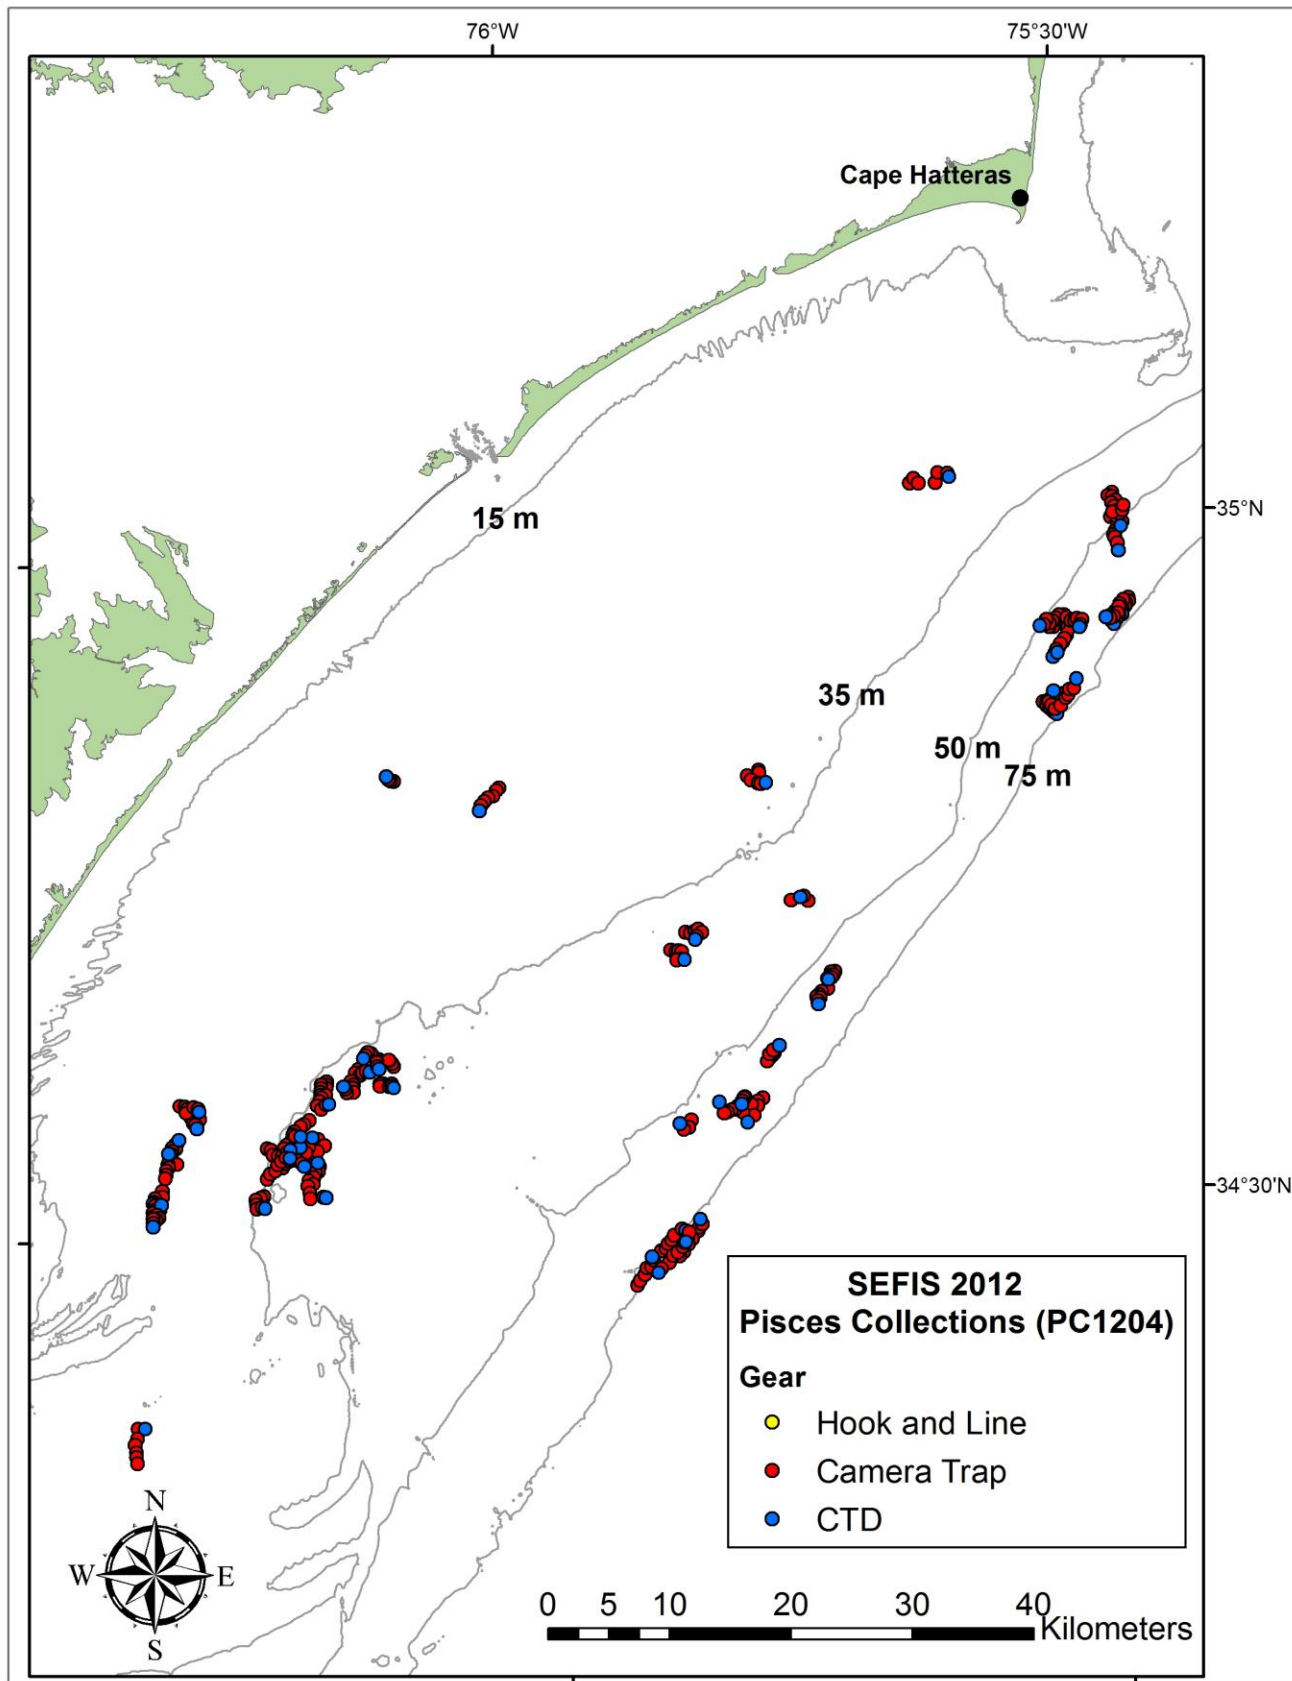 76°W
75°30'W
Cape Hatteras
35°N
15 m
35 m
50 m
75 m
34°30'N
SEFIS 2012
Pisces Collections (PC1204)
Gear
Hook and Line
Camera Trap
CTD
N
W
E
S
0 5 10 20 30 40
Kilometers